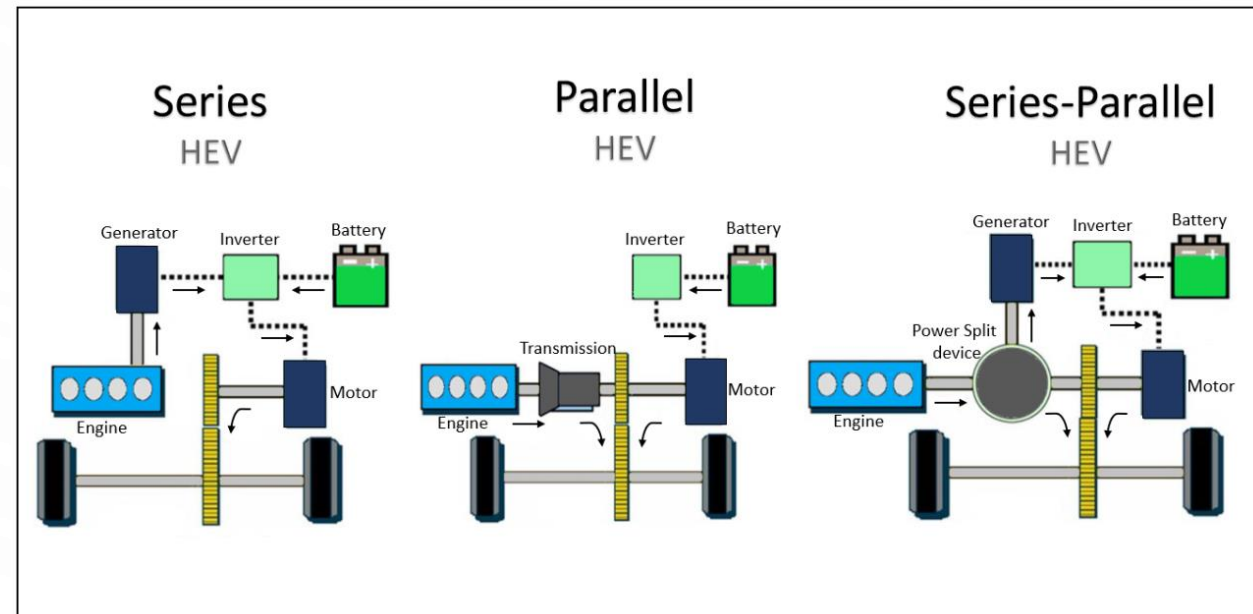 Series
HEV
Generator
Inverter
Battery
Engine
Motor
Parallel
HEV
Inverter
Battery
Transmission
Engine
Motor
Series-Parallel
HEV
Generator
Inverter
Battery
Power Split
device
Engine
Motor